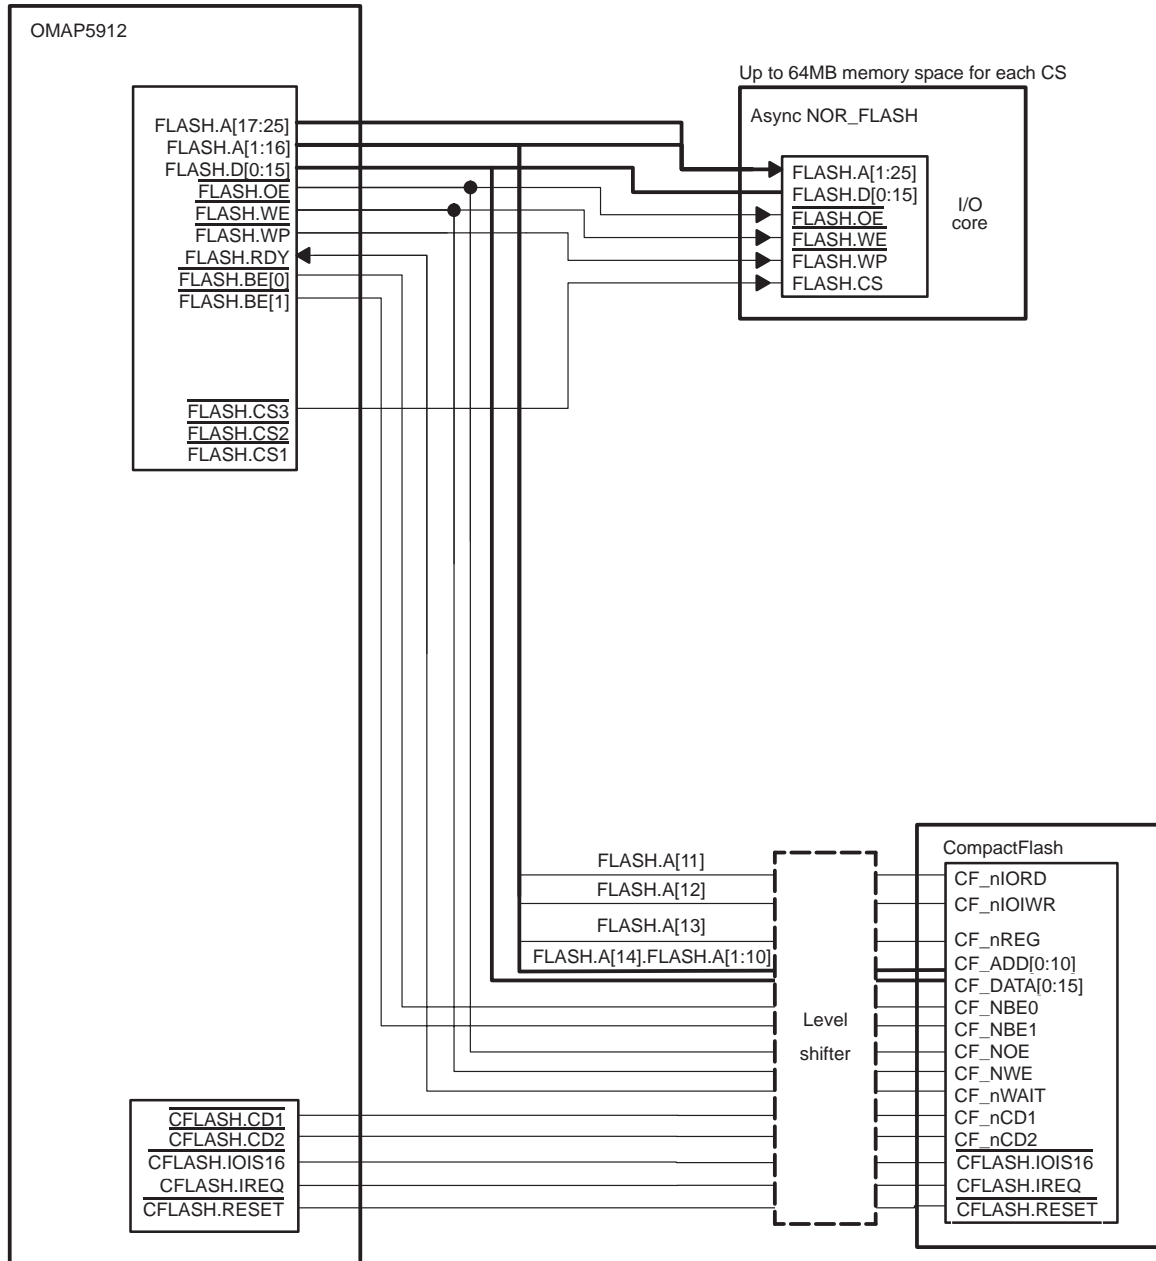 OMAP5912
FLASH.A[17:25]
FLASH.A[1:16]
FLASH.D[0:15]
FLASH.OE
FLASH.WE
FLASH.WP
FLASH.RDY
FLASH.BE[0]
FLASH.BE[1]
FLASH.CS3
FLASH.CS2
FLASH.CS1
Up to 64MB memory space for each CS
Async NOR_FLASH
FLASH.A[1:25]
FLASH.D[0:15]
FLASH.OE
FLASH.WE
FLASH.WP
FLASH.CS
I/O
core
FLASH.A[11]
FLASH.A[12]
FLASH.A[13]
FLASH.A[14].FLASH.A[1:10]
Level
shifter
CompactFlash
CF_nIORD
CF_nIOIWR
CF_nREG
CF_ADD[0:10]
CF_DATA[0:15]
CF_NBE0
CF_NBE1
CF_NOE
CF_NWE
CF_nWAIT
CF_nCD1
CF_nCD2
CFLASH.IOIS16
CFLASH.IREQ
CFLASH.RESET
CFLASH.CD1
CFLASH.CD2
CFLASH.IOIS16
CFLASH.IREQ
CFLASH.RESET